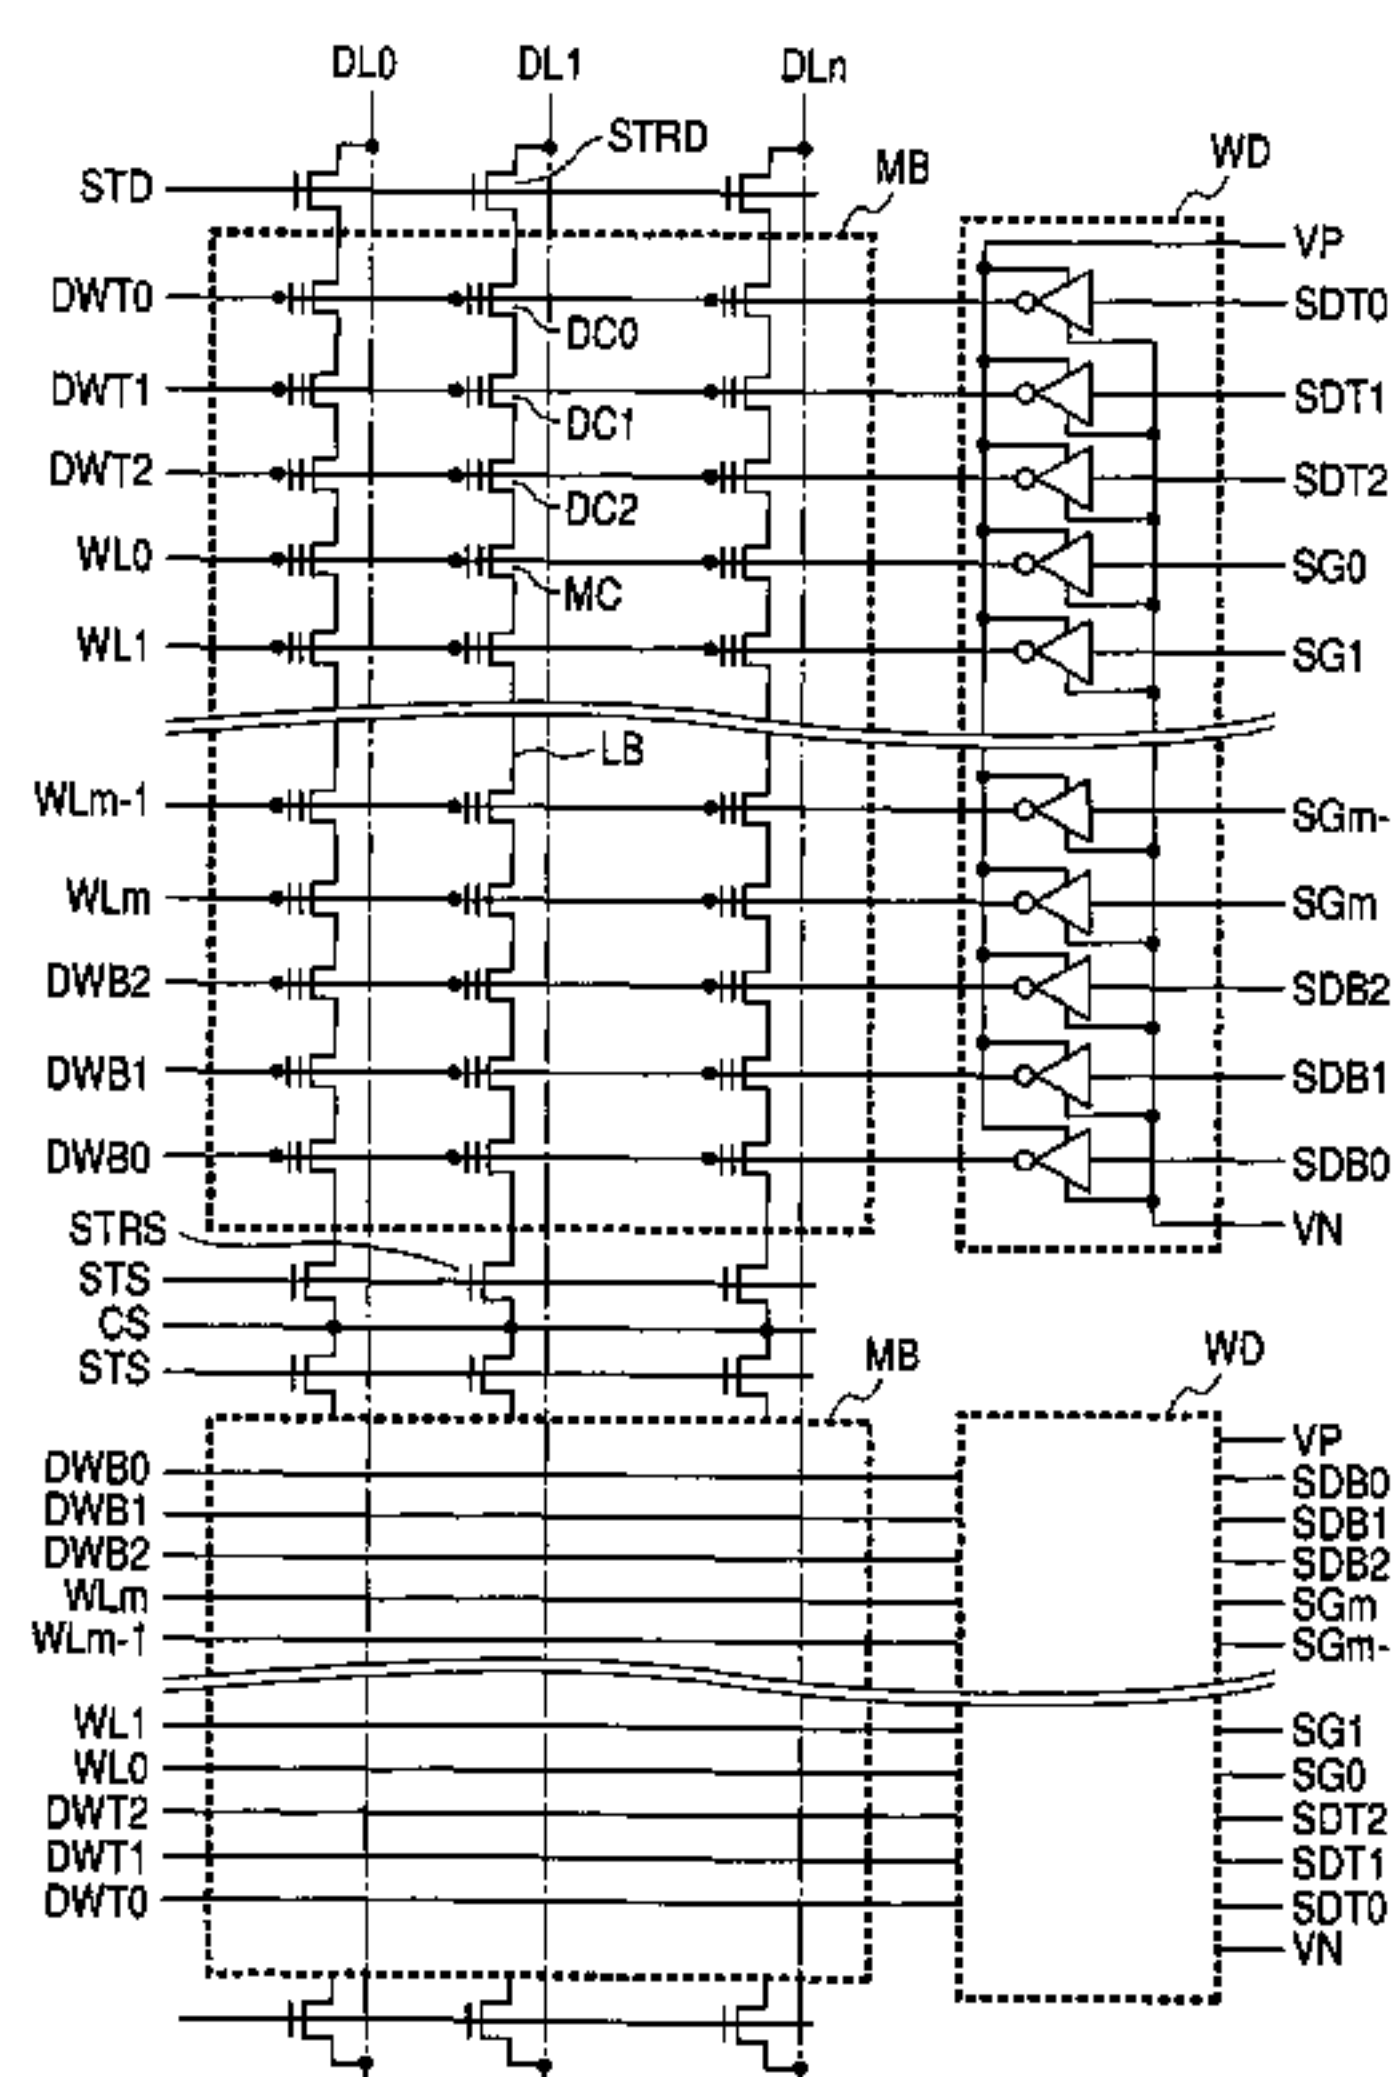 DL0 DL1 DLn
STRD
MB WD
STD
VP
DWT0 SDT0
DC0
DWT1 SDT1
DC1
DWT2 SDT2
DC2
WL0 SG0
MC
WL1 SG1
LB
WLm-1 SGm-
WLm SGm
DWB2 SDB2
DWB1 SDB1
DWB0 SDB0
STRS VN
STS
CS
STS MB WD
VP
DWB0 SDB0
DWB1 SDB1
DWB2 SDB2
WLm SGm
WLm-1 SGm-
WL1 SG1
WL0 SG0
DWT2 SDT2
DWT1 SDT1
DWT0 SDT0
VN